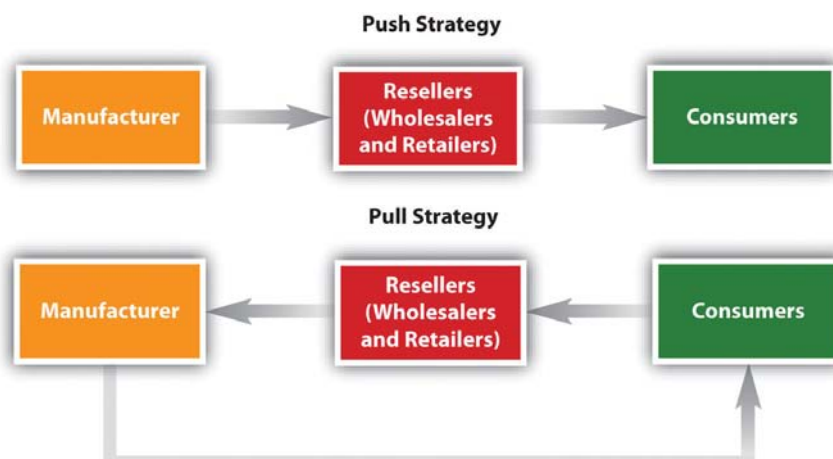 Push Strategy
Manufacturer
Resellers
(Wholesalers
and Retailers)
Consumers
Pull Strategy
Manufacturer
Resellers
(Wholesalers
and Retailers)
Consumers